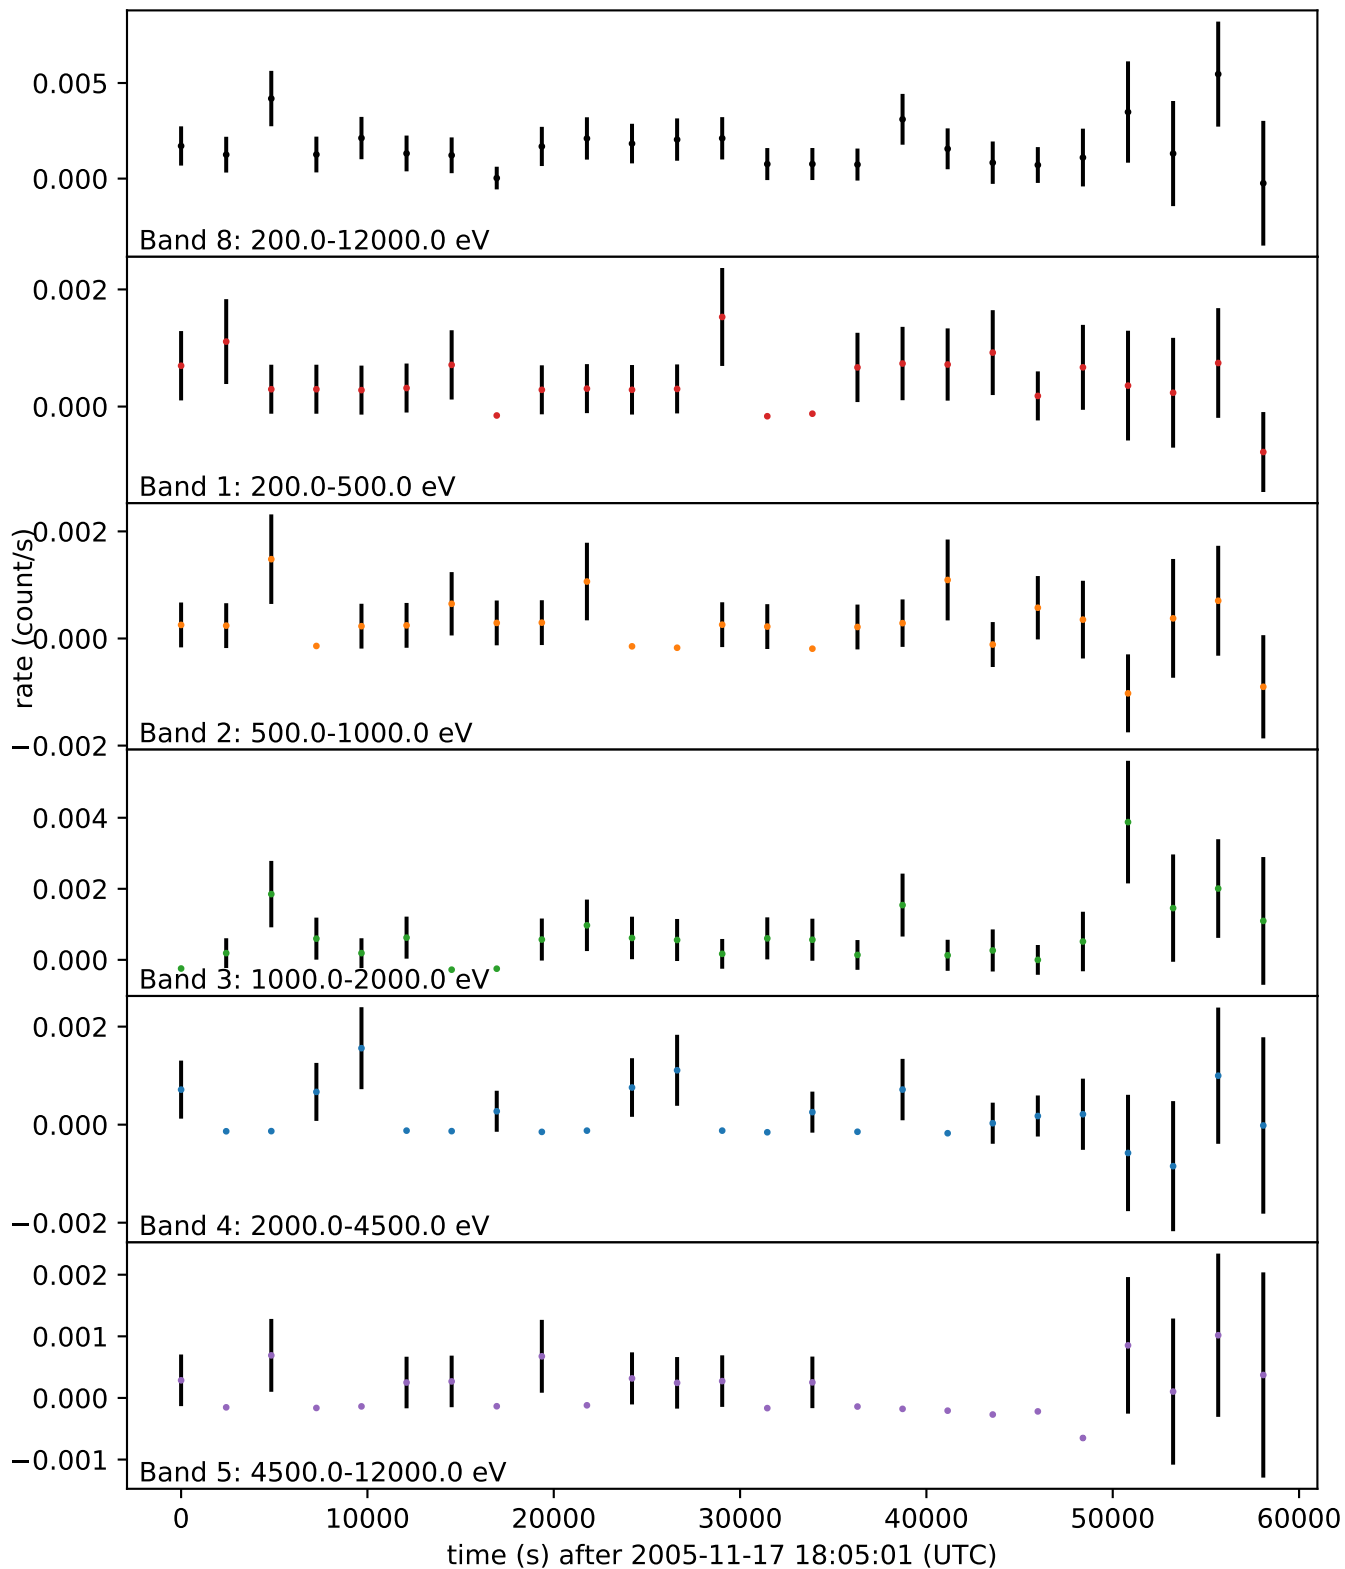 0.005
0.000
Band 8: 200.0-12000.0 eV
0.002
0.000
Band 1: 200.0-500.0 eV
rate (count/s)
0.002
0.000
−0.002
Band 2: 500.0-1000.0 eV
0.004
0.002
0.000
Band 3: 1000.0-2000.0 eV
0.002
0.000
−0.002
Band 4: 2000.0-4500.0 eV
0.002
0.001
0.000
−0.001
Band 5: 4500.0-12000.0 eV
0 10000 20000 30000 40000 50000 60000
time (s) after 2005-11-17 18:05:01 (UTC)